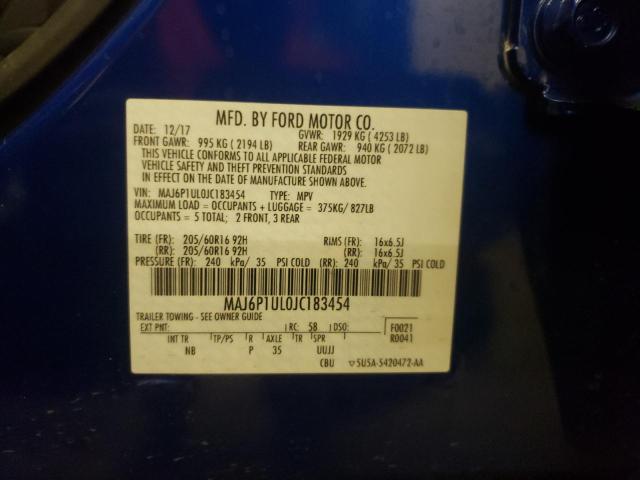 MFD. BY FORD MOTOR CO.
DATE: 12/17 GVWR: 1929 KG ( 4253 LB)
FRONT GAWR: 995 KG ( 2194 LB) REAR GAWR: 940 KG ( 2072 LB)
THIS VEHICLE CONFORMS TO ALL APPLICABLE FEDERAL MOTOR
VEHICLE SAFETY AND THEFT PREVENTION STANDARDS
IN EFFECT ON THE DATE OF MANUFACTURE SHOWN ABOVE.
VIN: MAJ6P1UL0JC183454 TYPE: MPV
MAXIMUM LOAD = OCCUPANTS + LUGGAGE = 375KG/ 827LB
OCCUPANTS = 5 TOTAL; 2 FRONT, 3 REAR
TIRE (FR): 205/60R16 92H RIMS (FR): 16x6.5J
(RR): 205/60R16 92H (RR): 16x6.5J
PRESSURE (FR): 240 kPa/ 35 PSI COLD (RR): 240 kPa/ 35 PSI COLD
MAJ6P1UL0JC183454
TRAILER TOWING - SEE OWNER GUIDE
EXT PNT: RC: 58 DSO: F0021
INT TR TP/PS R AXLE TR SPR R0041
NB P 35 UUJJ
CBU ▽5U5A-5420472-AA